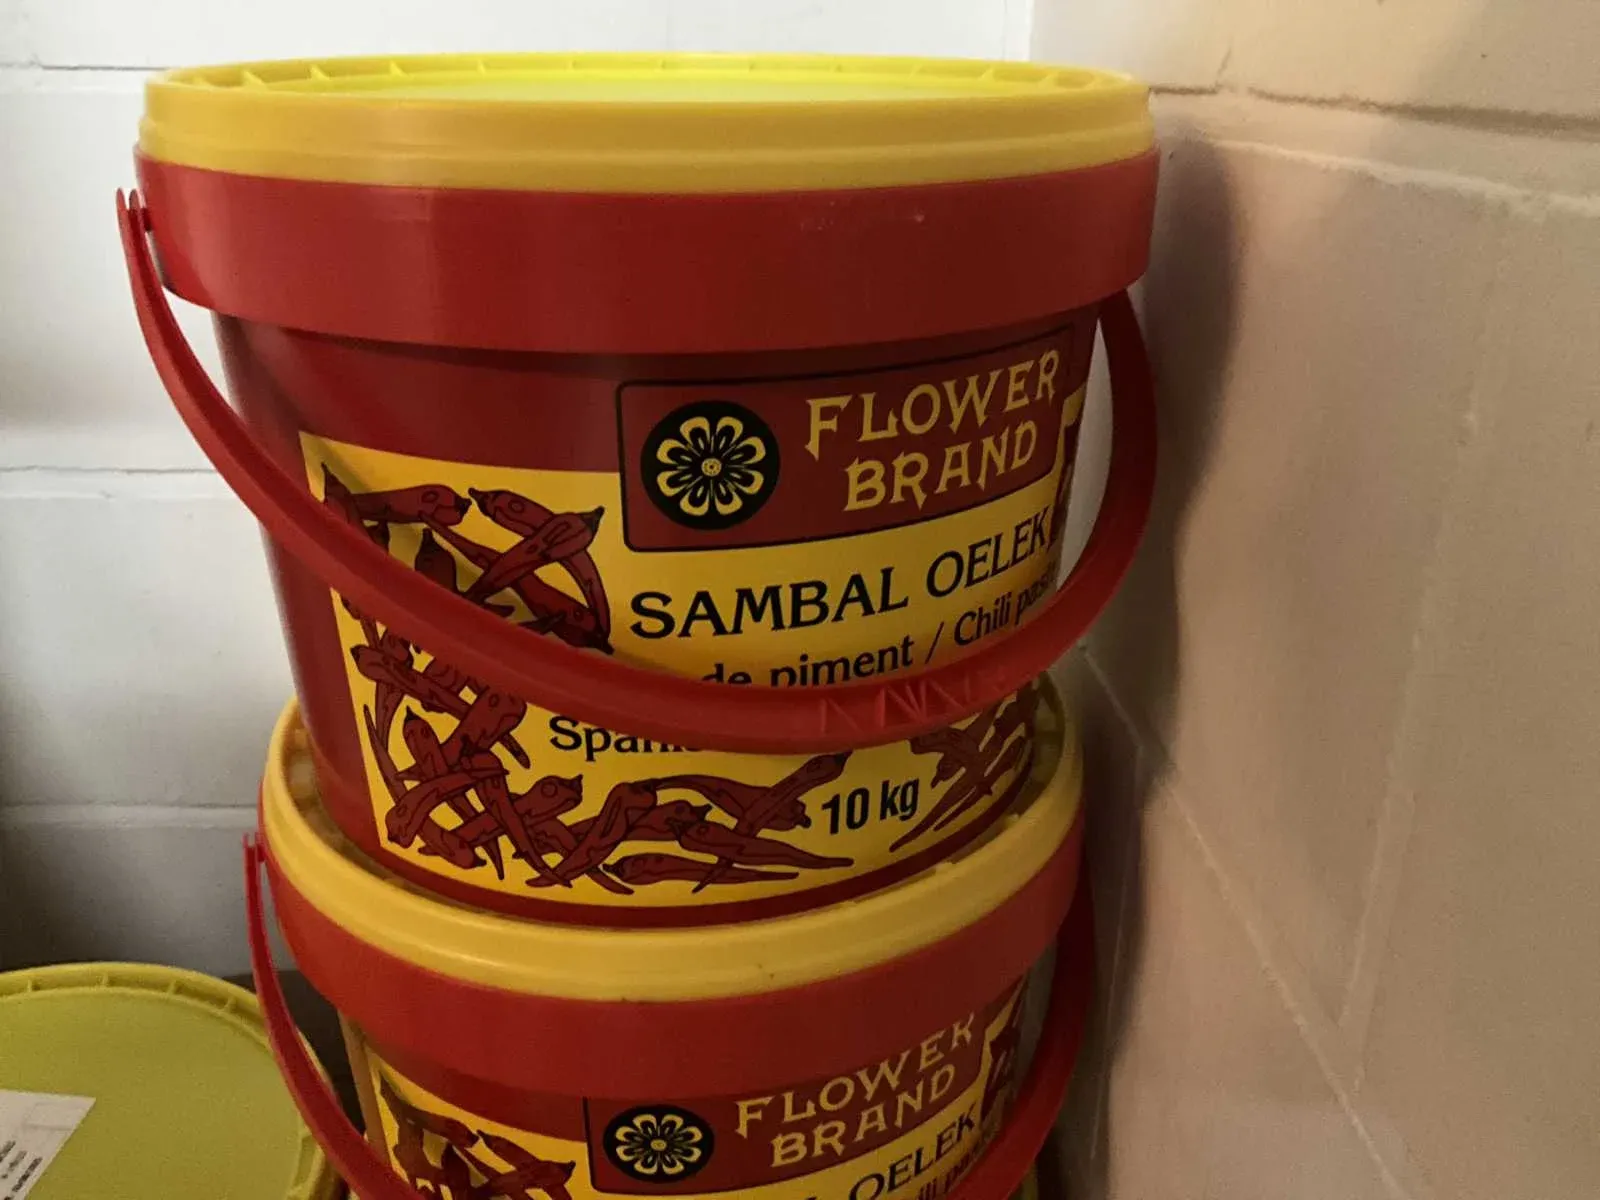 FLOWER
BRAND
SAMBAL OELEK
de piment / Chili
10 kg
FLOWER
BRAND
OELEK